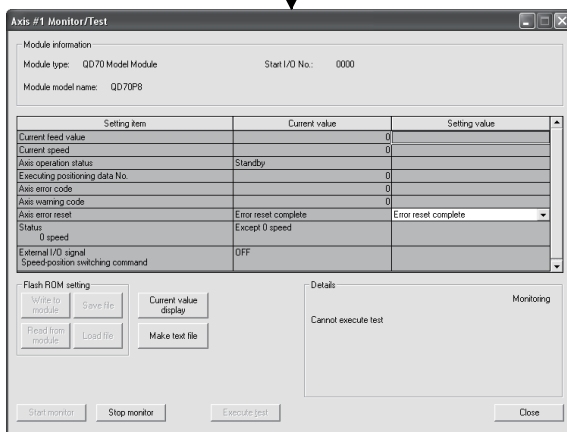 Axis #1 Monitor/Test
Module information
Module type: QD70 Model Module Start I/O No.: 0000
Module model name: QD70P8
Setting item Current value Setting value
Current feed value 0
Current speed 0
Axis operation status Standby
Executing positioning data No. 0
Axis error code 0
Axis warning code 0
Axis error reset Error reset complete Error reset complete
Status Except 0 speed
0 speed
External I/O signal OFF
Speed-position switching command
Flash ROM setting
Write to module
Save file
Current value display
Read from module
Load file
Make text file
Details
Monitoring
Cannot execute test
Start monitor Stop monitor Execute test Close